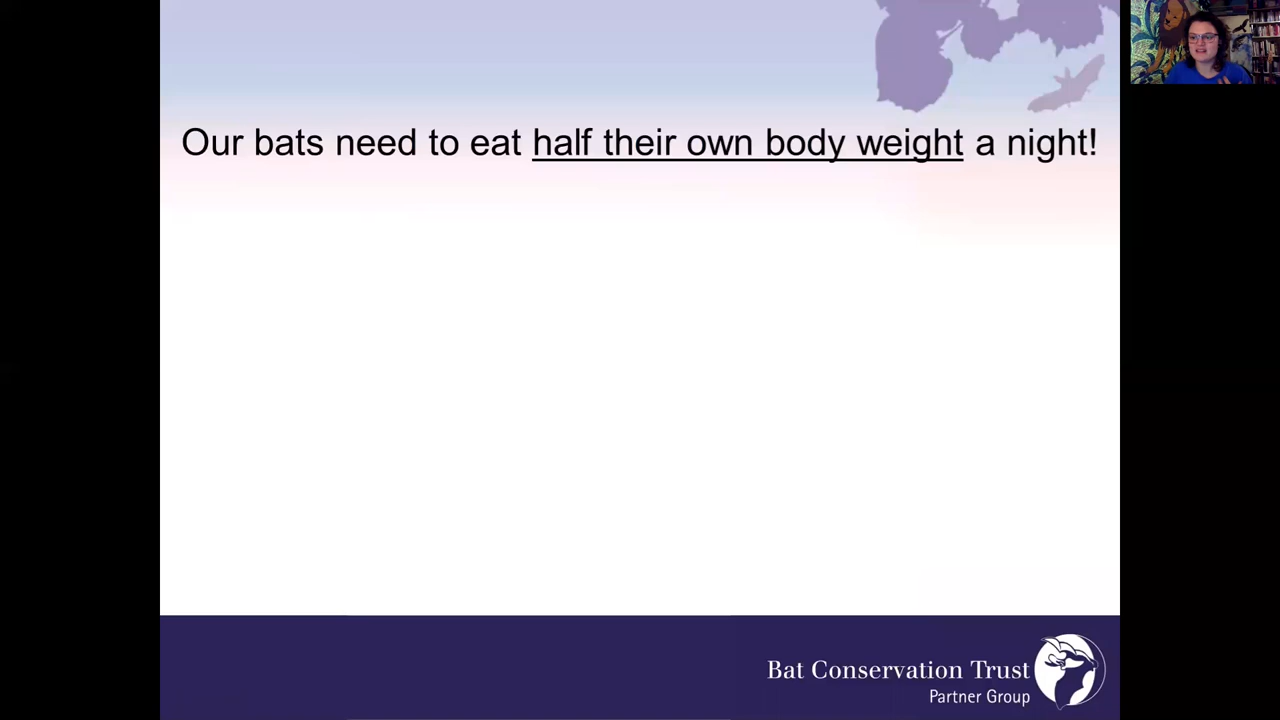 Our bats need to eat half their own body weight a night!
Bat Conservation Trust
Partner Group